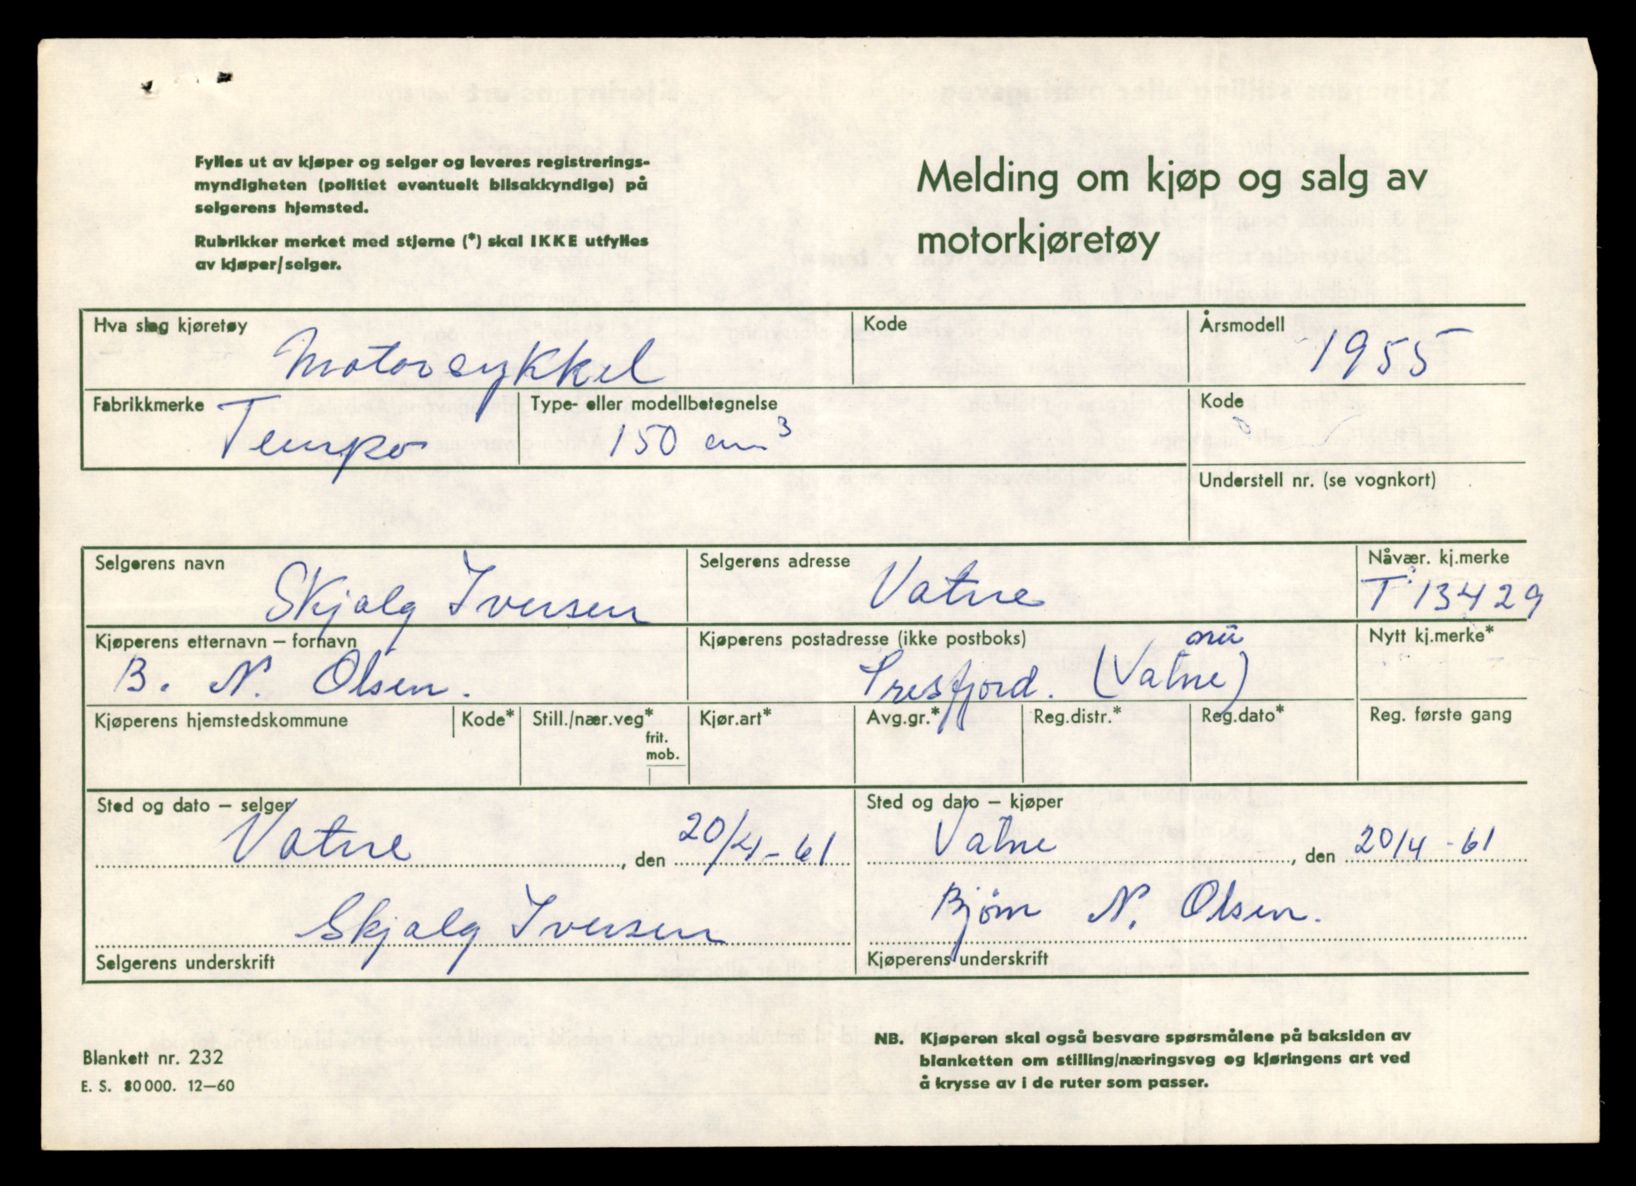 Fylles ut av kjøper og selger og leveres registrerings-
myndigheten (politiet eventuelt bilsakkyndige) på
selgerens hjemsted.
Rubrikker merket med stjerne (*) skal IKKE utfylles
av kjøper/selger.
Melding om kjøp og salg av
motorkjøretøy
Hva slag kjøretøy
Motorsykkel
Kode
Årsmodell
1955
Fabrikkmerke
Tempo
Type- eller modellbetegnelse
150 cm³
Kode
Understell nr. (se vognkort)
Selgerens navn
Skjalg Iversen
Selgerens adresse
Vatne
Nåvær. kj.merke
T 13429
Kjøperens etternavn – fornavn
B. N. Olsen.
Kjøperens postadresse (ikke postboks)
nu
Tresfjord. (Vatne)
Nytt kj.merke*
Kjøperens hjemstedskommune
Kode*
Still./nær.veg*
frit.
mob.
Kjør.art*
Avg.gr.*
Reg.distr.*
Reg.dato*
Reg. første gang
Sted og dato – selger
Vatne, den 20/4-61
Sted og dato – kjøper
Vatne, den 20/4-61
Skjalg Iversen
Selgerens underskrift
Bjørn N. Olsen.
Kjøperens underskrift
Blankett nr. 232
E. S. 80000. 12—60
NB. Kjøperen skal også besvare spørsmålene på baksiden av
blanketten om stilling/næringsveg og kjøringens art ved
å krysse av i de ruter som passer.